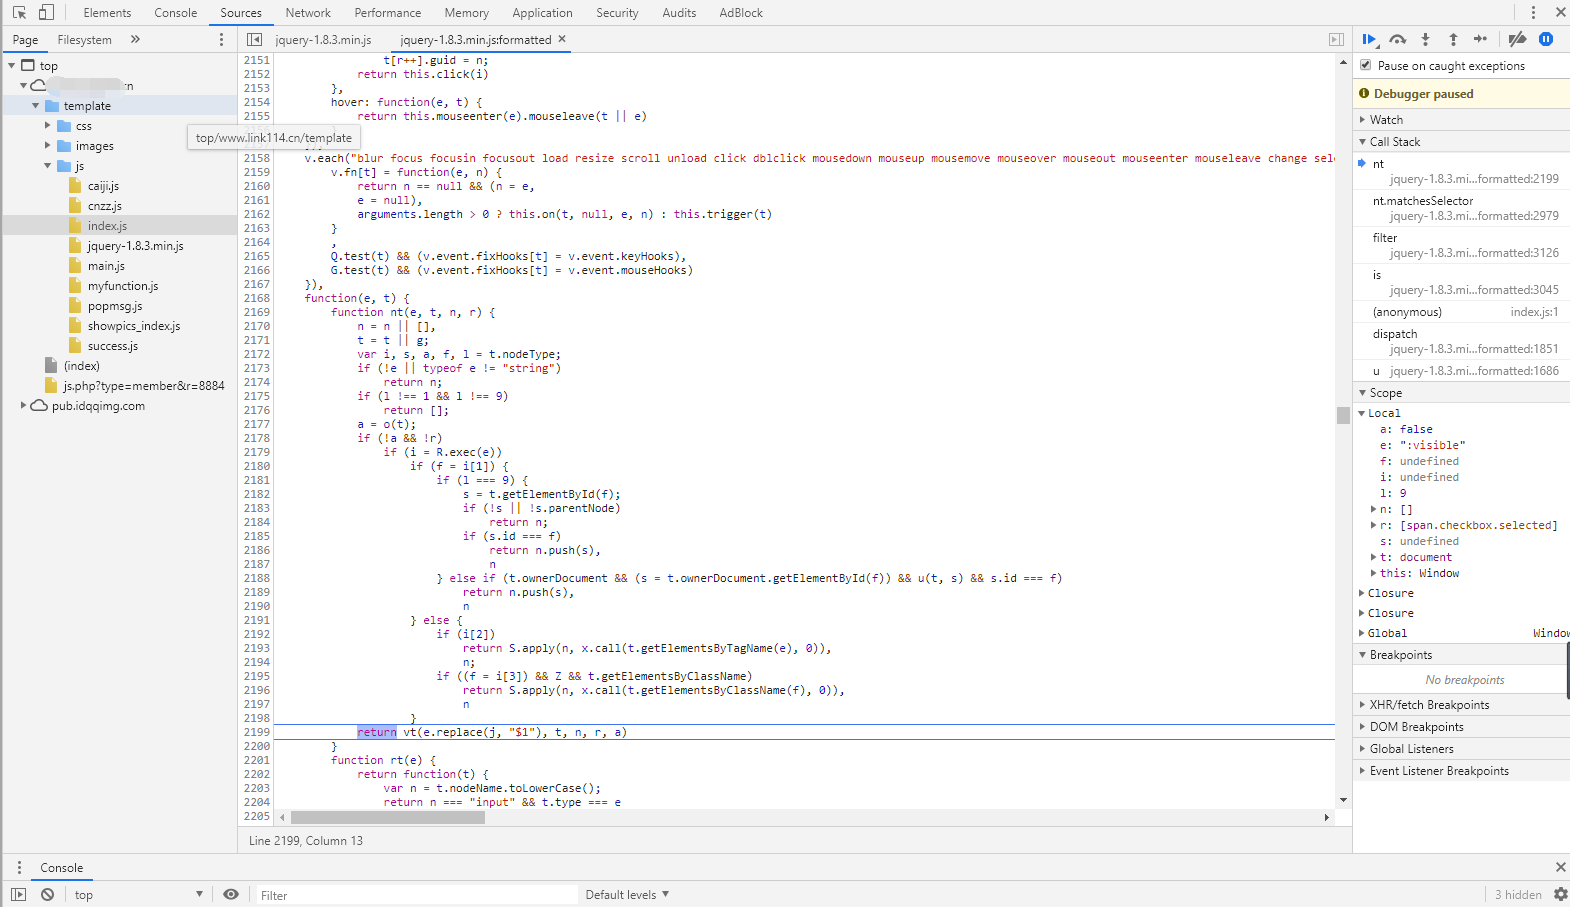 Elements Console Sources Network Performance Memory Application Security Audits AdBlock
Page Filesystem »
jquery-1.8.3.min.js jquery-1.8.3.min.js:formatted ×
top
cn
template
css
images
js
caiji.js
cnzz.js
index.js
jquery-1.8.3.min.js
main.js
myfunction.js
popmsg.js
showpics_index.js
success.js
(index)
js.php?type=member&r=8884
pub.idqqimg.com
top/www.link114.cn/template
2151 t[r++].guid = n;
2152 return this.click(i)
2153 },
2154 hover: function(e, t) {
2155 return this.mouseenter(e).mouseleave(t || e)
2158 v.each("blur focus focusin focusout load resize scroll unload click dblclick mousedown mouseup mousemove mouseover mouseout mouseenter mouseleave change sele
2159 v.fn[t] = function(e, n) {
2160 return n == null && (n = e,
2161 e = null),
2162 arguments.length > 0 ? this.on(t, null, e, n) : this.trigger(t)
2163 }
2164 ,
2165 Q.test(t) && (v.event.fixHooks[t] = v.event.keyHooks),
2166 G.test(t) && (v.event.fixHooks[t] = v.event.mouseHooks)
2167 }),
2168 function(e, t) {
2169 function nt(e, t, n, r) {
2170 n = n || [],
2171 t = t || g;
2172 var i, s, a, f, l = t.nodeType;
2173 if (!e || typeof e != "string")
2174 return n;
2175 if (l !== 1 && l !== 9)
2176 return [];
2177 a = o(t);
2178 if (!a && !r)
2179 if (i = R.exec(e))
2180 if (f = i[1]) {
2181 if (l === 9) {
2182 s = t.getElementById(f);
2183 if (!s || !s.parentNode)
2184 return n;
2185 if (s.id === f)
2186 return n.push(s),
2187 n
2188 } else if (t.ownerDocument && (s = t.ownerDocument.getElementById(f)) && u(t, s) && s.id === f)
2189 return n.push(s),
2190 n
2191 } else {
2192 if (i[2])
2193 return S.apply(n, x.call(t.getElementsByTagName(e), 0)),
2194 n;
2195 if ((f = i[3]) && Z && t.getElementsByClassName)
2196 return S.apply(n, x.call(t.getElementsByClassName(f), 0)),
2197 n
2198 }
2199 return vt(e.replace(j, "$1"), t, n, r, a)
2200 }
2201 function rt(e) {
2202 return function(t) {
2203 var n = t.nodeName.toLowerCase();
2204 return n === "input" && t.type === e
2205
Line 2199, Column 13
Pause on caught exceptions
Debugger paused
Watch
Call Stack
nt
jquery-1.8.3.mi...formatted:2199
nt.matchesSelector
jquery-1.8.3.mi...formatted:2979
filter
jquery-1.8.3.mi...formatted:3126
is
jquery-1.8.3.mi...formatted:3045
(anonymous) index.js:1
dispatch
jquery-1.8.3.mi...formatted:1851
u jquery-1.8.3.mi...formatted:1686
Scope
Local
a: false
e: ":visible"
f: undefined
i: undefined
l: 9
n: []
r: [span.checkbox.selected]
s: undefined
t: document
this: Window
Closure
Closure
Global Window
Breakpoints
No breakpoints
XHR/fetch Breakpoints
DOM Breakpoints
Global Listeners
Event Listener Breakpoints
Console
top Filter Default levels 3 hidden